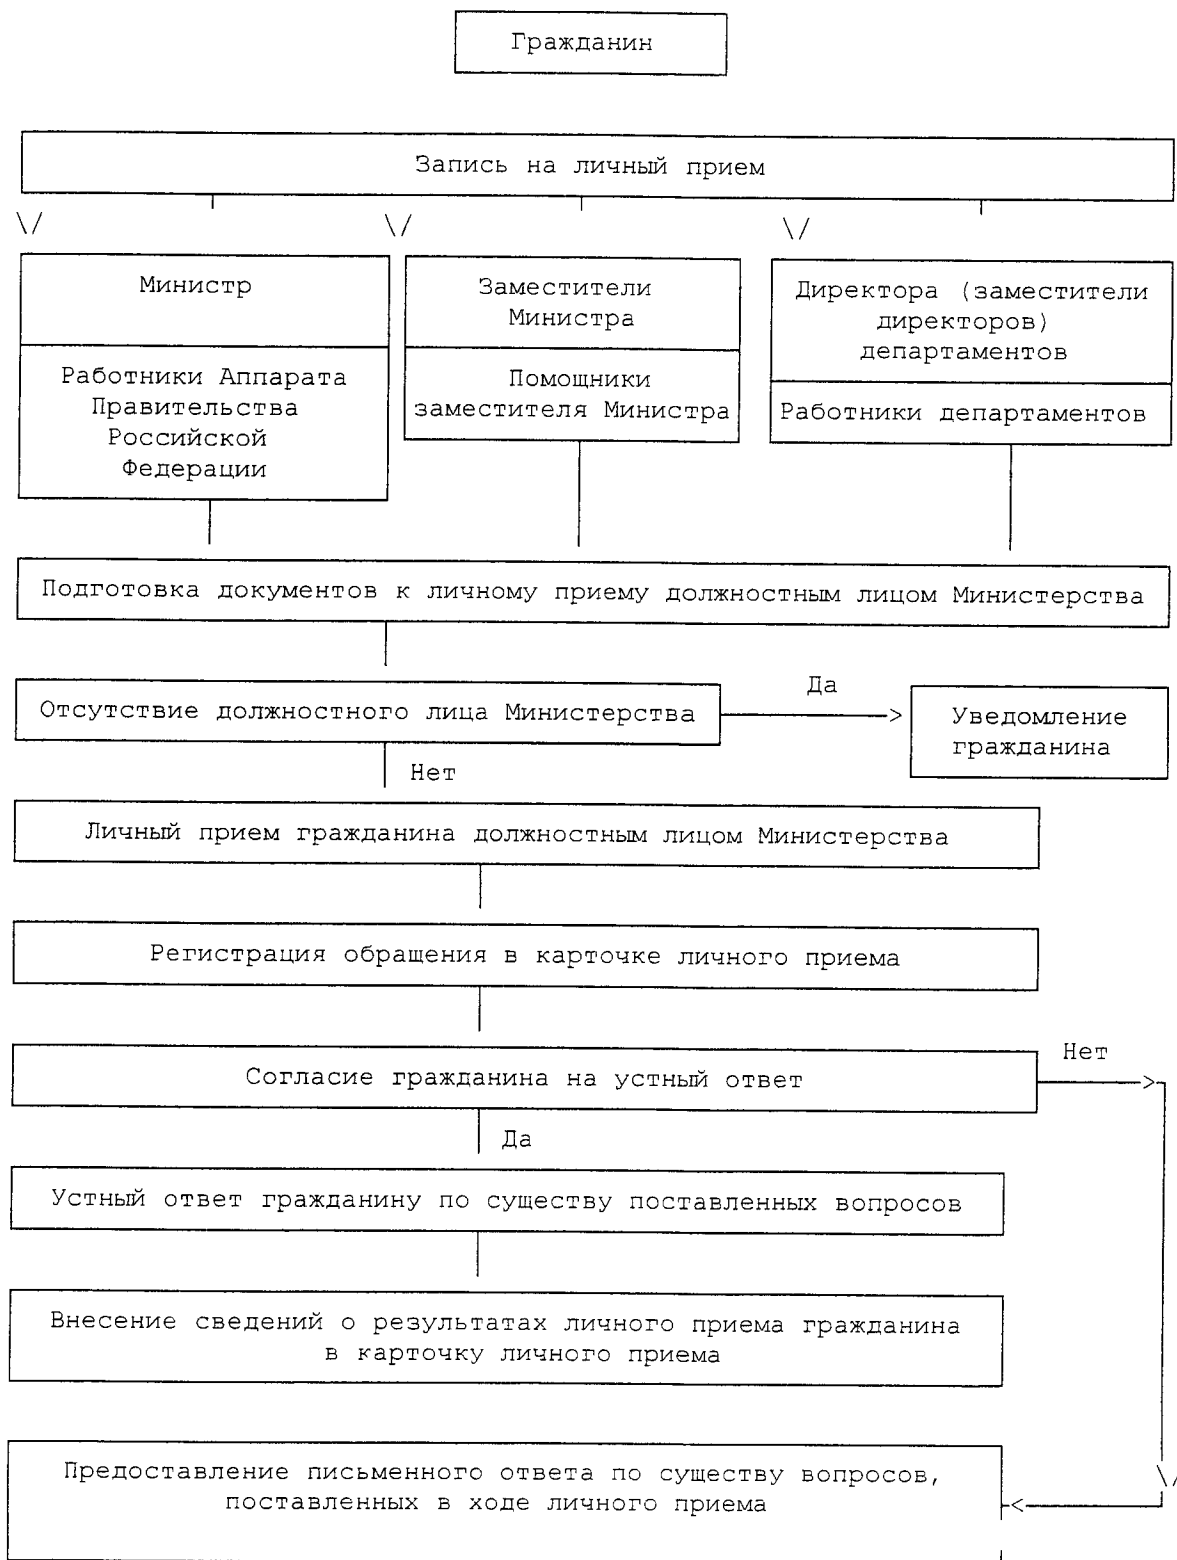 Гражданин
Запись на личный прием
\/ \/ \/
Министр
Работники Аппарата
Правительства
Российской
Федерации
Заместители
Министра
Помощники
заместителя Министра
Директора (заместители
директоров)
департаментов
Работники департаментов
Подготовка документов к личному приему должностным лицом Министерства
Отсутствие должностного лица Министерства
Да
Уведомление
гражданина
Нет
Личный прием гражданина должностным лицом Министерства
Регистрация обращения в карточке личного приема
Согласие гражданина на устный ответ
Нет
Да
Устный ответ гражданину по существу поставленных вопросов
Внесение сведений о результатах личного приема гражданина
в карточку личного приема
Предоставление письменного ответа по существу вопросов,
поставленных в ходе личного приема